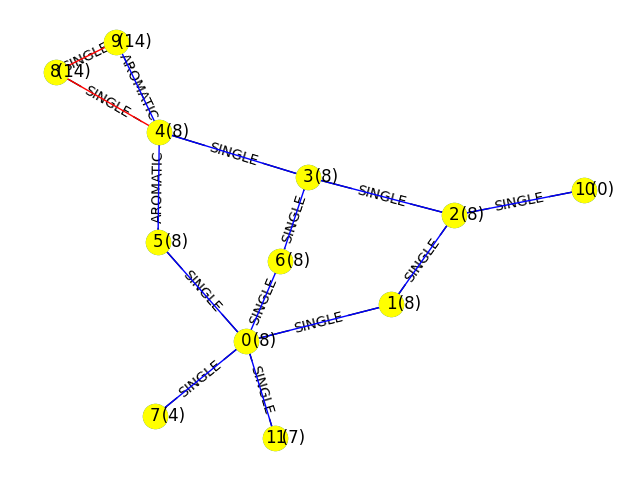 9(14)
SINGLE
8(14)
AROMATIC
SINGLE
4(8)
SINGLE
3(8)
AROMATIC
SINGLE
10(0)
SINGLE
2(8)
SINGLE
5(8)
SINGLE
6(8)
SINGLE
SINGLE
1(8)
SINGLE
SINGLE
0(8)
SINGLE
SINGLE
7(4)
11(7)